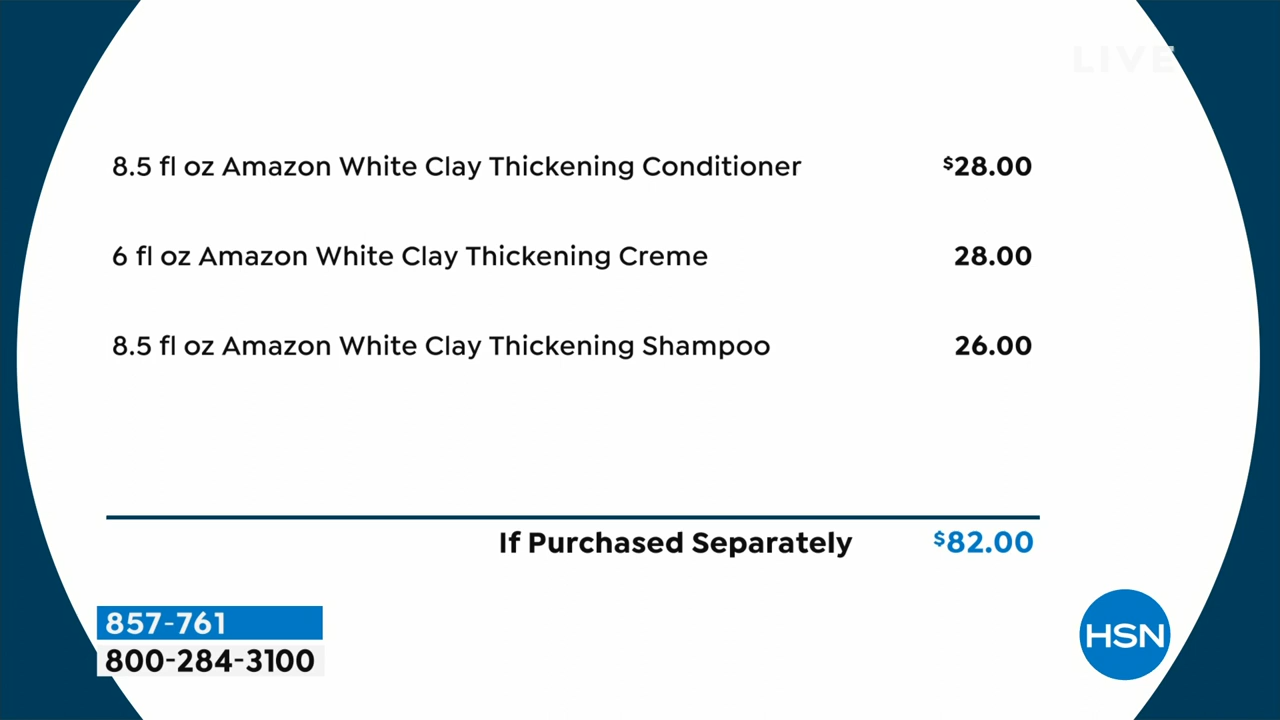 LIVE
8.5 fl oz Amazon White Clay Thickening Conditioner $28.00
6 fl oz Amazon White Clay Thickening Creme 28.00
8.5 fl oz Amazon White Clay Thickening Shampoo 26.00
If Purchased Separately $82.00
857-761
800-284-3100
HSN